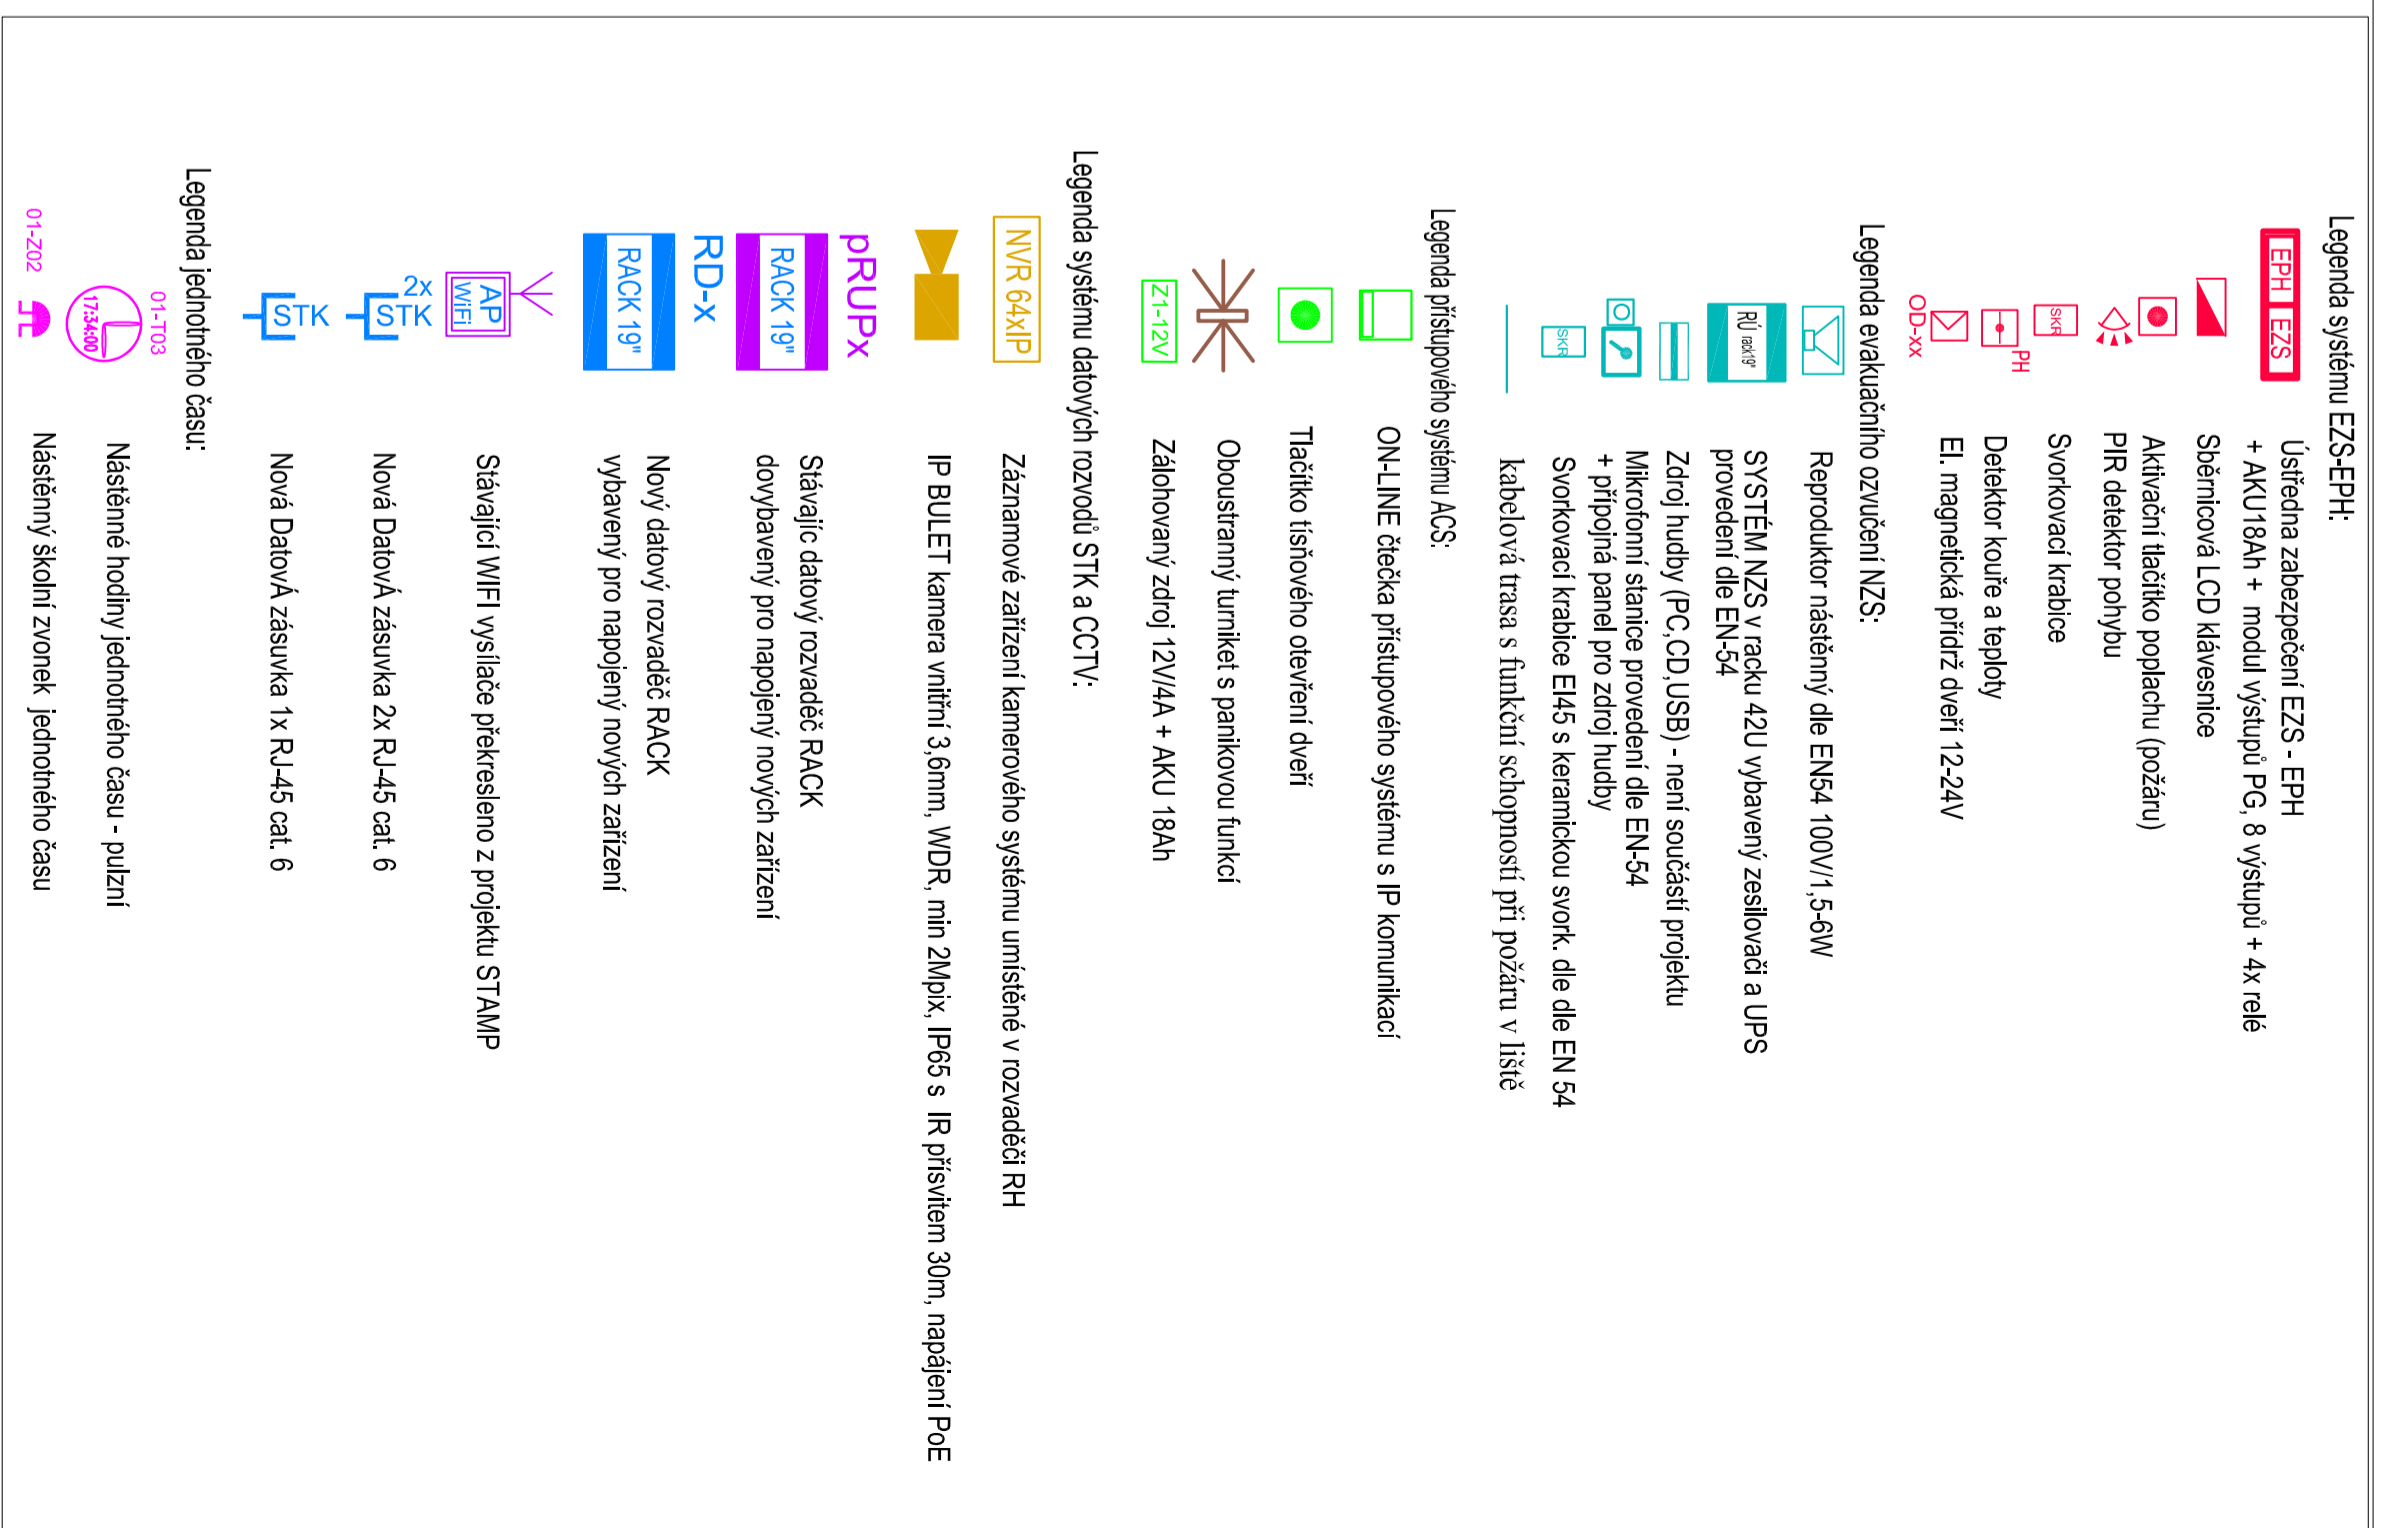 Legenda systému EZS-EPH:
EPH EZS
Ústředna zabezpečení EZS - EPH
+ AKU18Ah + modul výstupů PG, 8 výstupů + 4x relé
Sběrnicová LCD klávesnice
Aktivační tlačítko poplachu (požáru)
PIR detektor pohybu
SKR
Svorkovací krabice
PH
Detektor kouře a teploty
OD-xx
El. magnetická přídrž dveří 12-24V
Legenda evakuačního ozvučení NZS:
Reproduktor nástěnný dle EN54 100V/1,5-6W
RÚ rack19"
SYSTÉM NZS v racku 42U vybavený zesilovači a UPS
provedení dle EN-54
Zdroj hudby (PC,CD,USB) - není součástí projektu
Mikrofonní stanice provedení dle EN-54
+ přípojná panel pro zdroj hudby
SKR
Svorkovací krabice EI45 s keramickou svork. dle dle EN 54
kabelová trasa s funkční schopností při požáru v liště
Legenda přístupového systému ACS:
ON-LINE čtečka přístupového systému s IP komunikací
Tlačítko tísňového otevření dveří
Oboustranný turniket s panikovou funkcí
Z1-12V
Zálohovaný zdroj 12V/4A + AKU 18Ah
Legenda systému datových rozvodů STK a CCTV:
NVR 64xIP
Záznamové zařízení kamerového systému umístěné v rozvaděči RH
IP BULET kamera vnitřní 3,6mm, WDR, min 2Mpix, IP65 s IR přísvitem 30m, napájení PoE
pRUPx
RACK 19"
Stávajíc datový rozvaděč RACK
dovybavený pro napojený nových zařízení
RD-x
RACK 19"
Nový datový rozvaděč RACK
vybavený pro napojený nových zařízení
AP
WiFi
Stávající WIFI vysílače překresleno z projektu STAMP
2x
STK
Nová DatovÁ zásuvka 2x RJ-45 cat. 6
STK
Nová DatovÁ zásuvka 1x RJ-45 cat. 6
Legenda jednotného času:
01-T03
17:34:00
Nástěnné hodiny jednotného času - pulzní
01-Z02
Nástěnný školní zvonek jednotného času